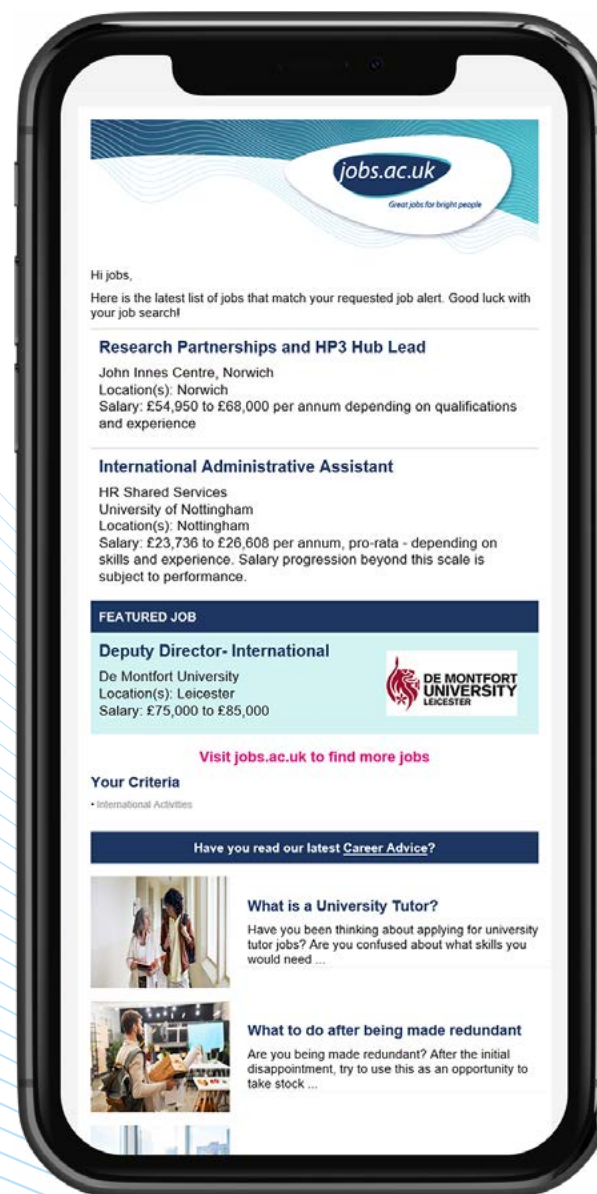 jobs.ac.uk
Great jobs for bright people
Hi jobs,
Here is the latest list of jobs that match your requested job alert. Good luck with
your job search!
Research Partnerships and HP3 Hub Lead
John Innes Centre, Norwich
Location(s): Norwich
Salary: £54,950 to £68,000 per annum depending on qualifications
and experience
International Administrative Assistant
HR Shared Services
University of Nottingham
Location(s): Nottingham
Salary: £23,736 to £26,608 per annum, pro-rata - depending on
skills and experience. Salary progression beyond this scale is
subject to performance.
FEATURED JOB
Deputy Director- International
De Montfort University
Location(s): Leicester
Salary: £75,000 to £85,000
DE MONTFORT
UNIVERSITY
LEICESTER
Visit jobs.ac.uk to find more jobs
Your Criteria
• International Activities
Have you read our latest Career Advice?
What is a University Tutor?
Have you been thinking about applying for university
tutor jobs? Are you confused about what skills you
would need ...
What to do after being made redundant
Are you being made redundant? After the initial
disappointment, try to use this as an opportunity to
take stock ...